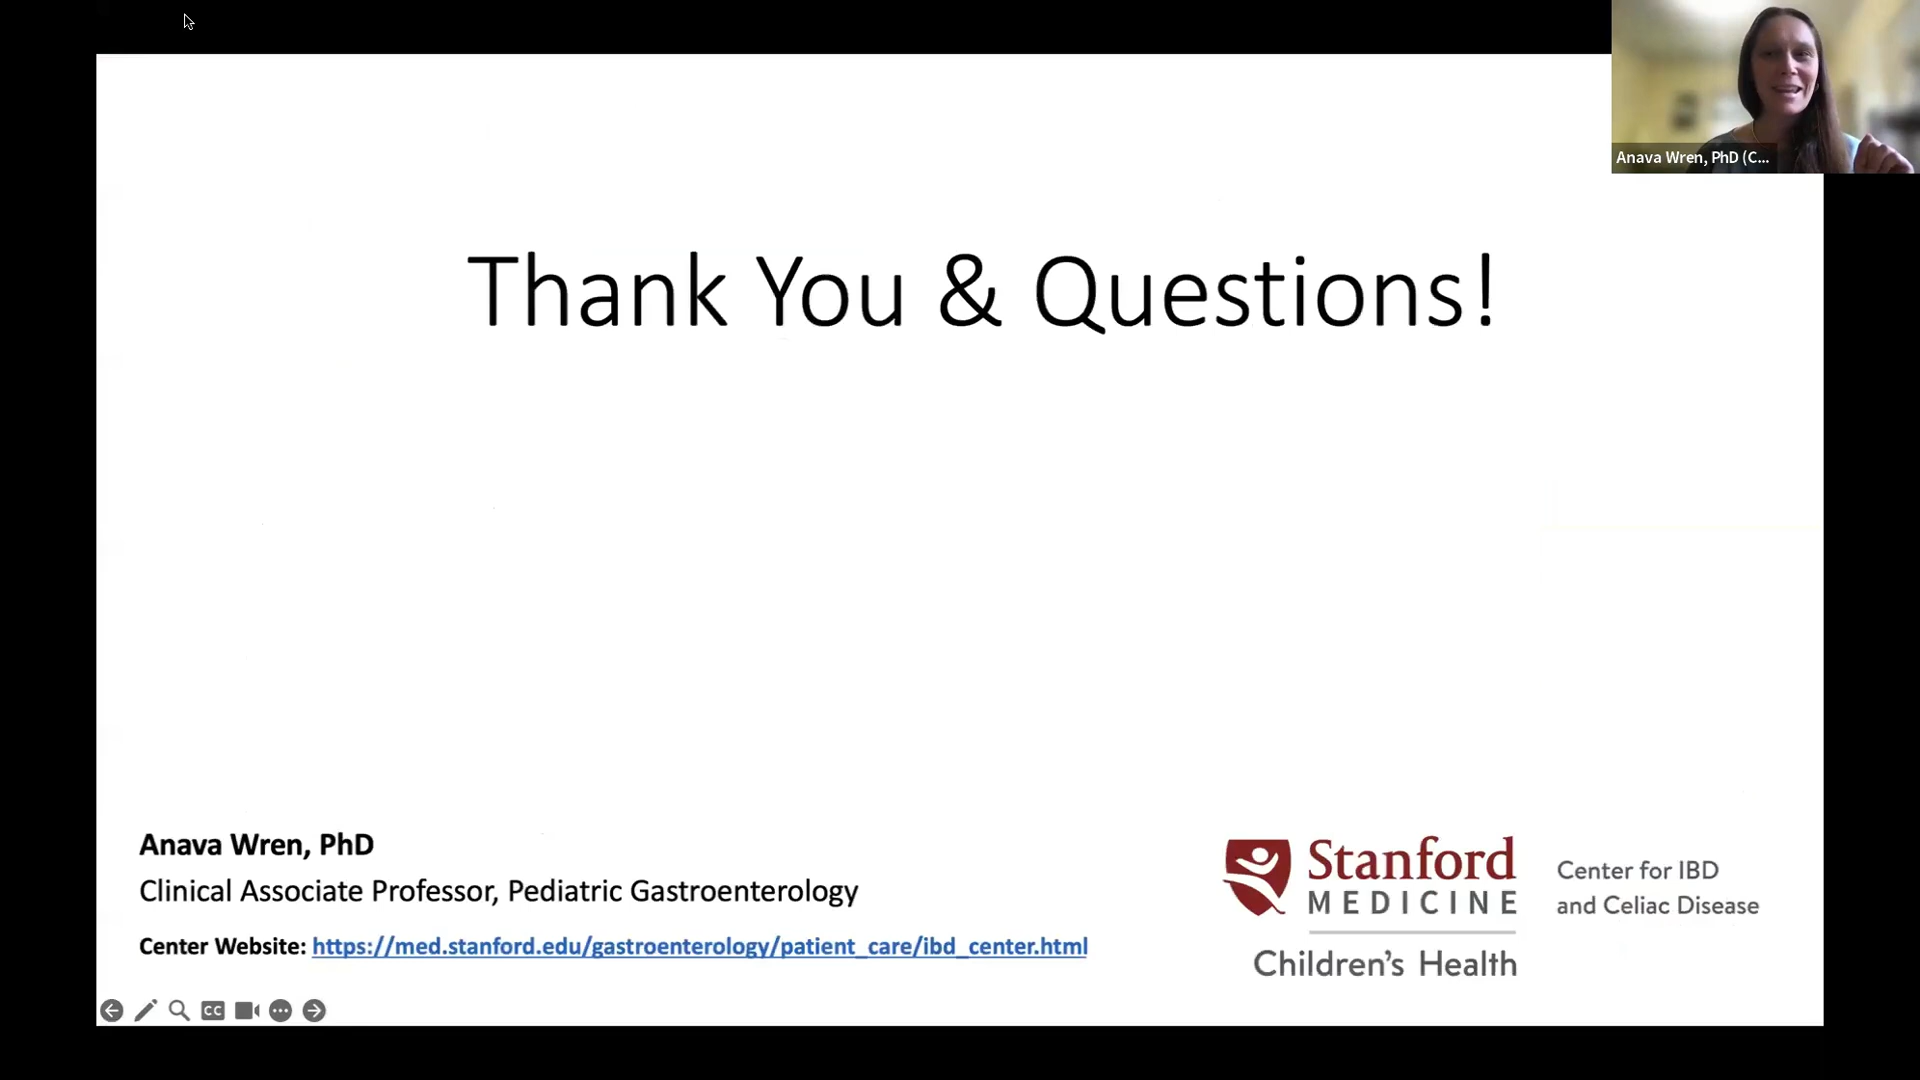 Anava Wren, PhD (C...
Thank You & Questions!
Anava Wren, PhD
Clinical Associate Professor, Pediatric Gastroenterology
Center Website: https://med.stanford.edu/gastroenterology/patient_care/ibd_center.html
Stanford
MEDICINE
Children's Health
Center for IBD
and Celiac Disease
CC